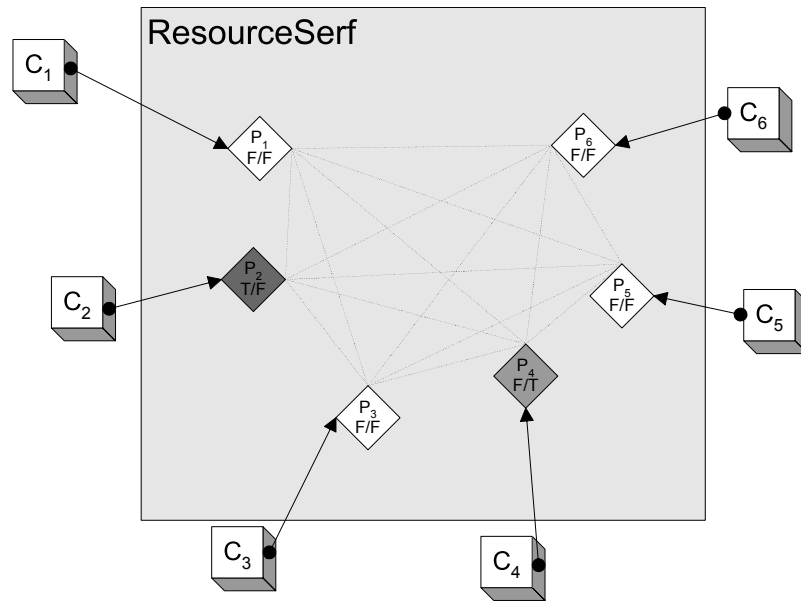 ResourceSerf
C₁
P₁
F/F
P₆
F/F
C₆
P₂
T/F
C₂
P₅
F/F
C₅
P₄
F/T
P₃
F/F
C₃
C₄